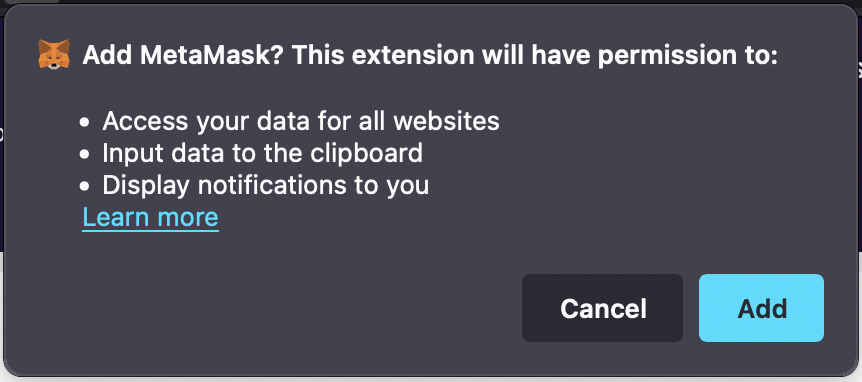 Add MetaMask? This extension will have permission to:
• Access your data for all websites
• Input data to the clipboard
• Display notifications to you
Learn more
Cancel
Add